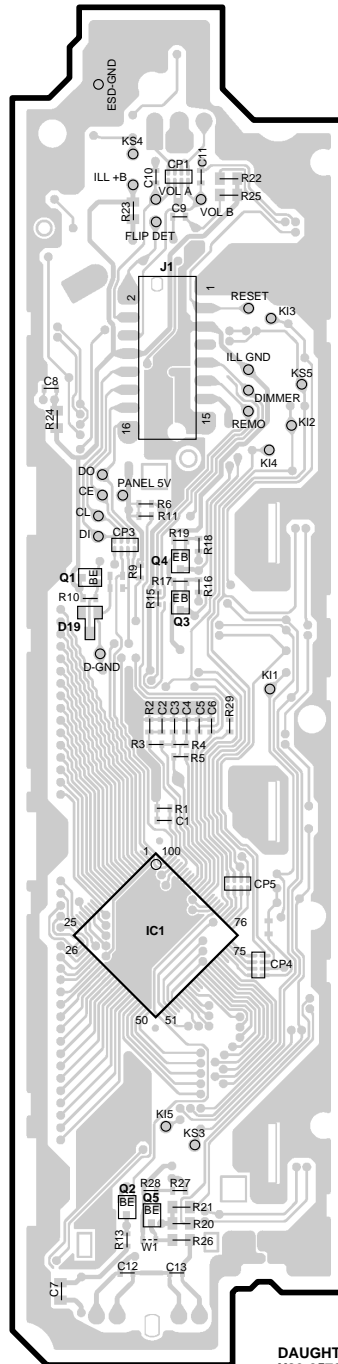 ESD-GND
KS4
ILL +B
C10
CP1
C11
VOL A
R22
R25
R23
C9
VOL B
FLIP DET
J1
2
1
RESET
KI3
ILL GND
KS5
C8
DIMMER
R24
REMO
KI2
16
15
KI4
DO
CE
PANEL 5V
R6
CL
R11
DI
CP3
R19
R18
Q4
EB
Q1
BE
R9
R17
R16
R10
R15
EB
D19
Q3
D-GND
KI1
R2
C2
C3
C4
C5
C6
R29
R3
R4
R5
R1
C1
1
100
CP5
25
76
26
IC1
75
CP4
50
51
KI5
KS3
R28
R27
Q2
Q5
BE
BE
R21
R20
R13
W1
R26
C7
C12
C13
DAUGHT